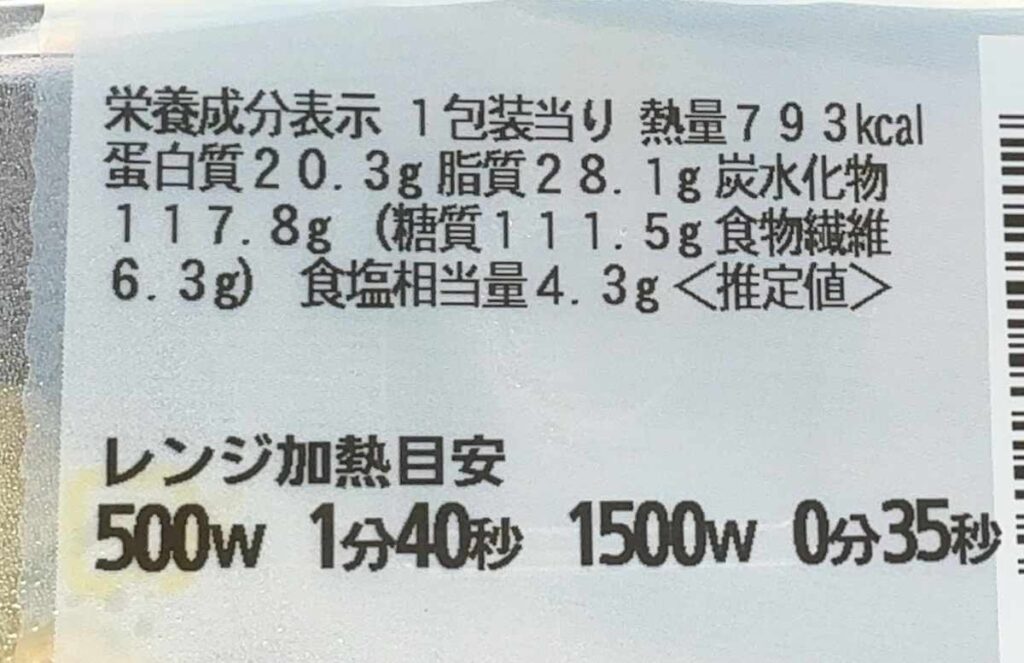 栄養成分表示 1包装当り 熱量793kcal
蛋白質20.3g 脂質28.1g 炭水化物
117.8g (糖質111.5g 食物繊維
6.3g) 食塩相当量4.3g <推定値>
レンジ加熱目安
500W 1分40秒 1500W 0分35秒